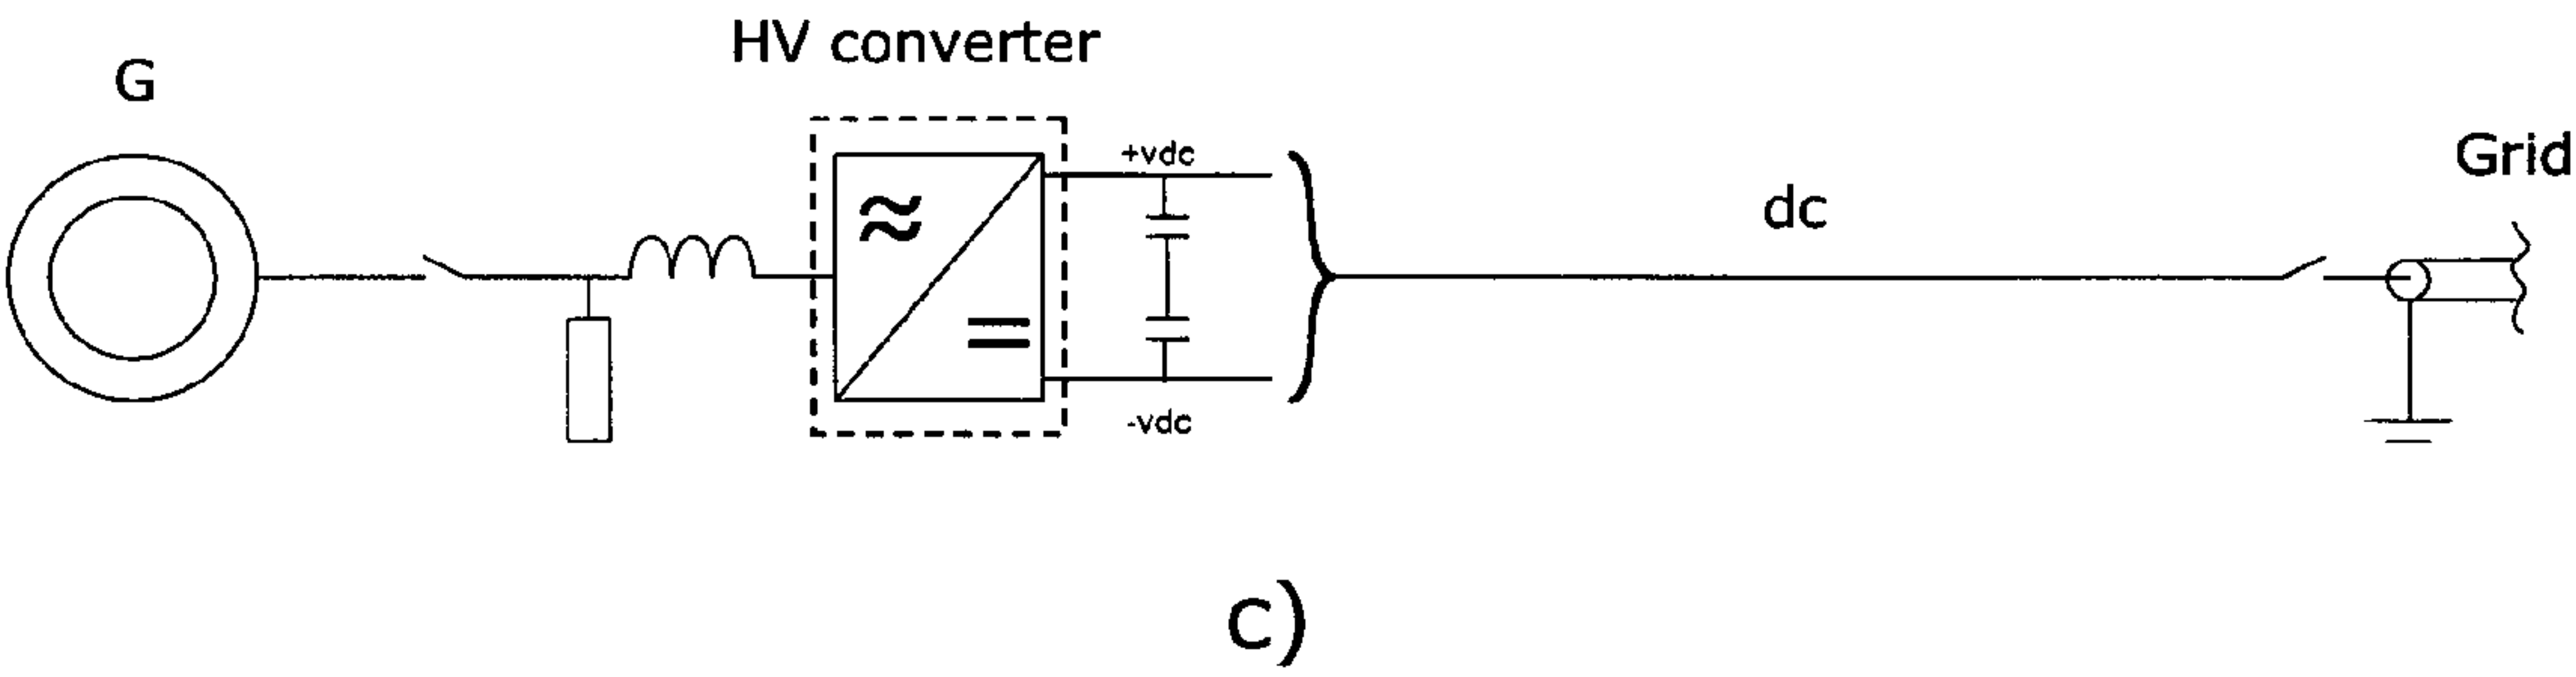 HV converter
G
+vdc
Grid
dc
-vdc
c)